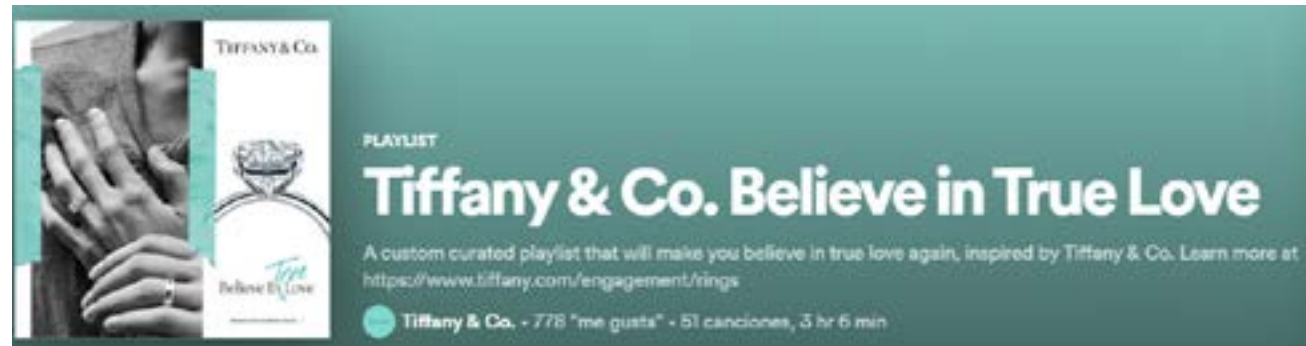 TIFFANY & CO.
Believe In True Love
PLAYLIST
Tiffany & Co. Believe in True Love
A custom curated playlist that will make you believe in true love again, inspired by Tiffany & Co. Learn more at
https://www.tiffany.com/engagement/rings
Tiffany & Co. • 778 "me gusta" • 51 canciones, 3 hr 6 min